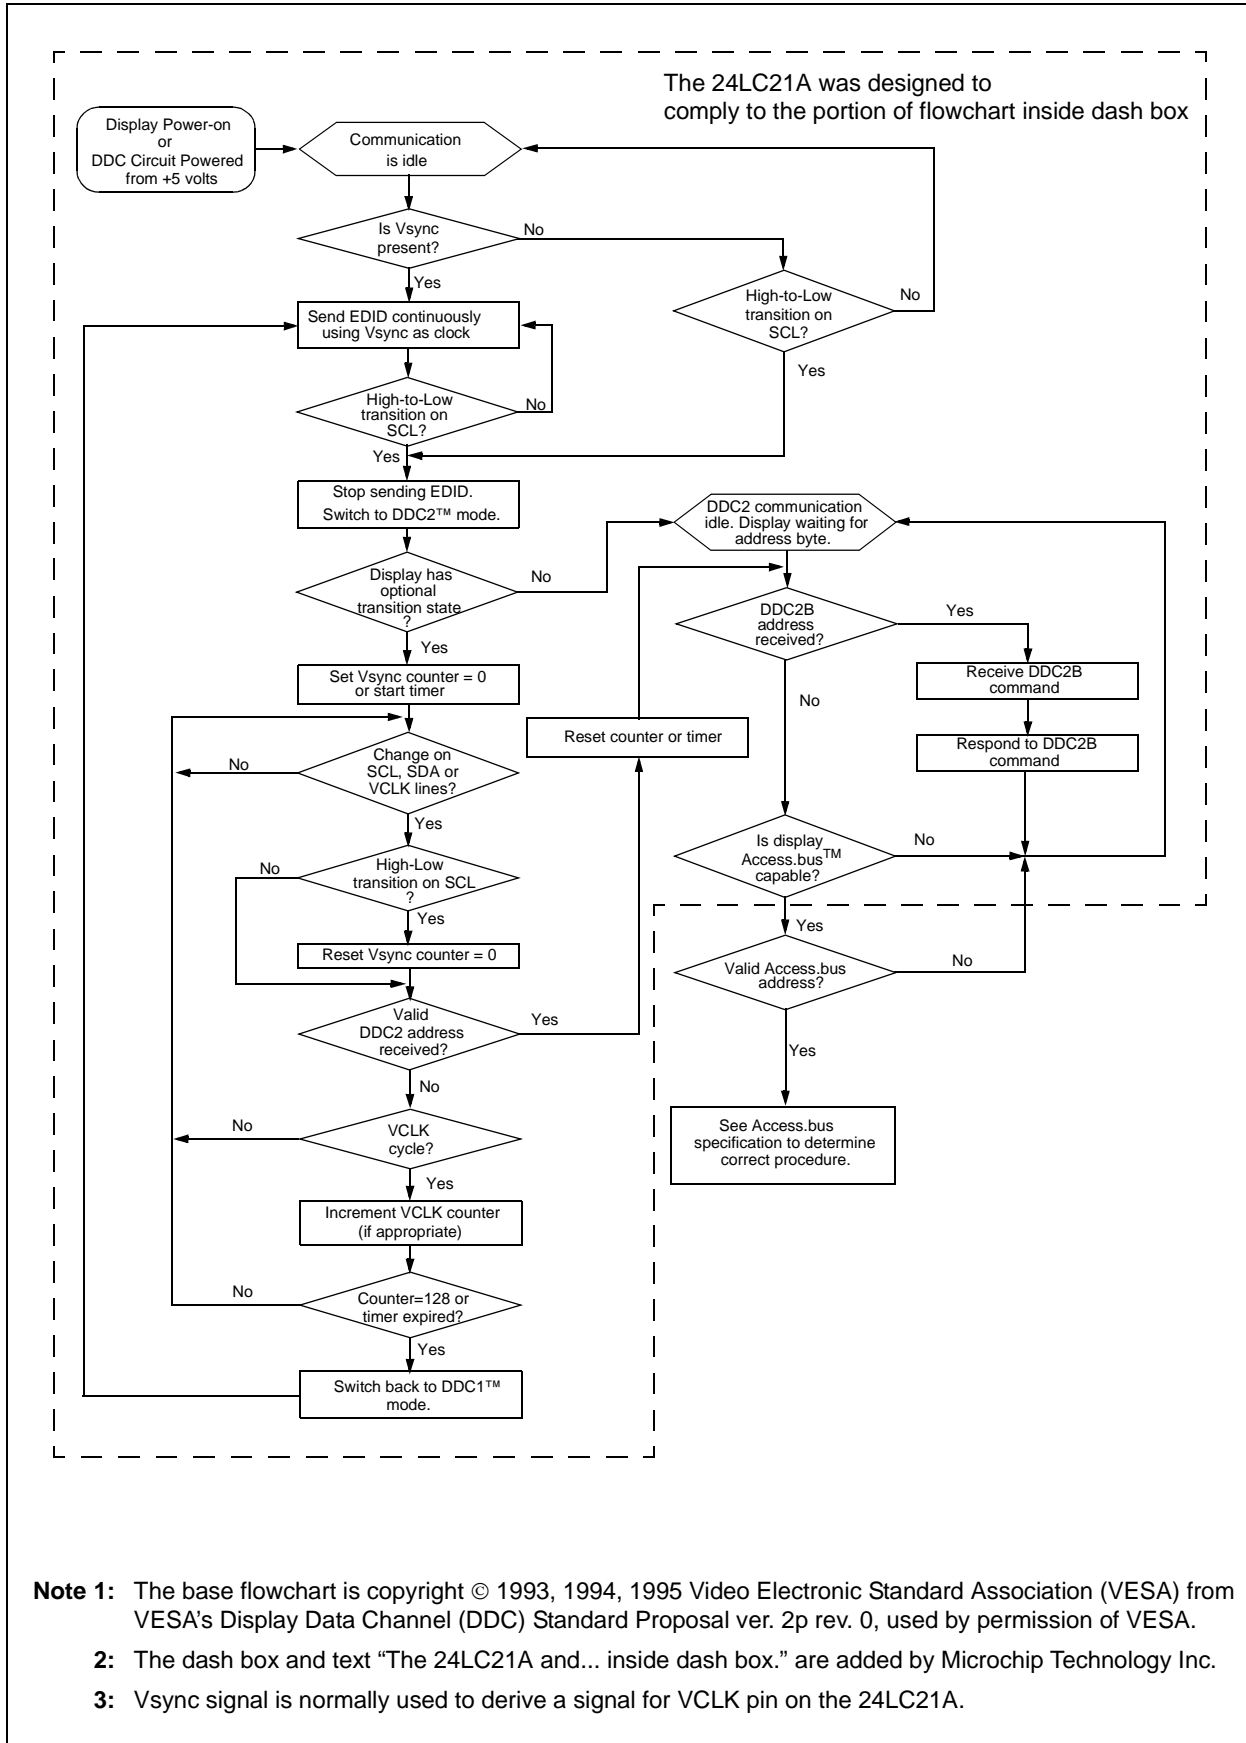 The 24LC21A was designed to
comply to the portion of flowchart inside dash box
Display Power-on
or
DDC Circuit Powered
from +5 volts
Communication
is idle
Is Vsync
present?
No
Yes
High-to-Low
transition on
SCL?
No
Yes
Send EDID continuously
using Vsync as clock
High-to-Low
transition on
SCL?
No
Yes
Stop sending EDID.
Switch to DDC2™ mode.
DDC2 communication
idle. Display waiting for
address byte.
Display has
optional
transition state
?
No
Yes
DDC2B
address
received?
Yes
No
Set Vsync counter = 0
or start timer
Receive DDC2B
command
Reset counter or timer
Respond to DDC2B
command
Change on
SCL, SDA or
VCLK lines?
No
Yes
Is display
Access.bus™
capable?
No
Yes
High-Low
transition on SCL
?
No
Yes
Reset Vsync counter = 0
Valid Access.bus
address?
No
Yes
Valid
DDC2 address
received?
Yes
No
VCLK
cycle?
No
Yes
See Access.bus
specification to determine
correct procedure.
Increment VCLK counter
(if appropriate)
Counter=128 or
timer expired?
No
Yes
Switch back to DDC1™
mode.
Note 1: The base flowchart is copyright © 1993, 1994, 1995 Video Electronic Standard Association (VESA) from
VESA's Display Data Channel (DDC) Standard Proposal ver. 2p rev. 0, used by permission of VESA.
2: The dash box and text “The 24LC21A and... inside dash box.” are added by Microchip Technology Inc.
3: Vsync signal is normally used to derive a signal for VCLK pin on the 24LC21A.